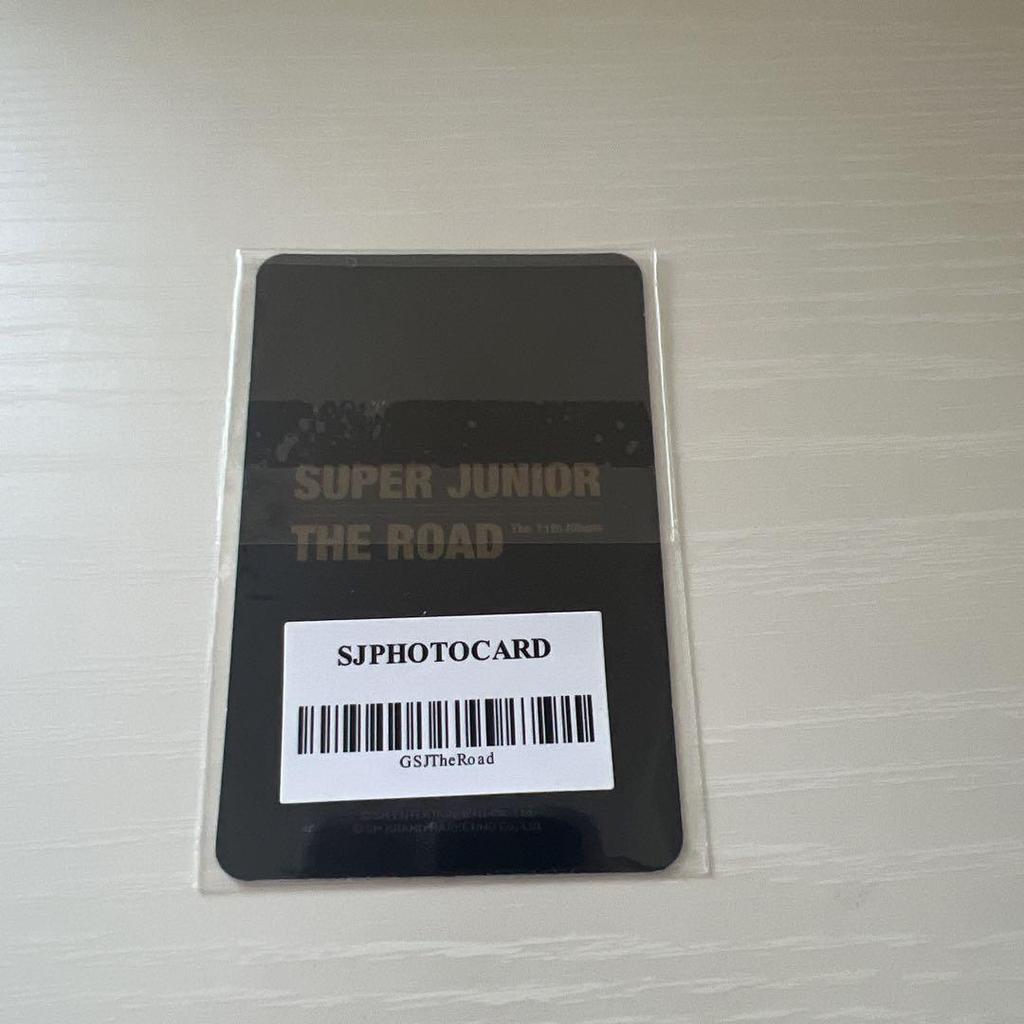 SUPER JUNIOR
THE ROAD The 11th Album
SJPHOTOCARD
GSJTheRoad